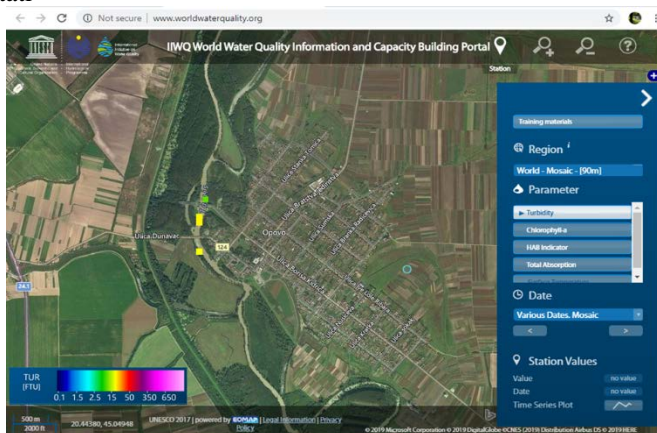 Not secure | www.worldwaterquality.org
IIWQ World Water Quality Information and Capacity Building Portal
Station
Training materials
Region i
World - Mosaic - [90m]
Parameter
Turbidity
Chlorophyll-a
HAB Indicator
Total Absorption
Date
Various Dates. Mosaic
<
>
Station Values
Value no value
Date no value
Time Series Plot
Ulica Dunavac
Opovo
524
24.1
TUR
[FTU]
0.1 1.5 2.5 15 50 350 650
500 m
2000 ft
20.44380, 45.04948
UNESCO 2017 | powered by EOMAP | Legal Information | Privacy
Policy
© 2019 Microsoft Corporation © 2019 DigitalGlobe ©CNES (2019) Distribution Airbus DS © 2019 HERE